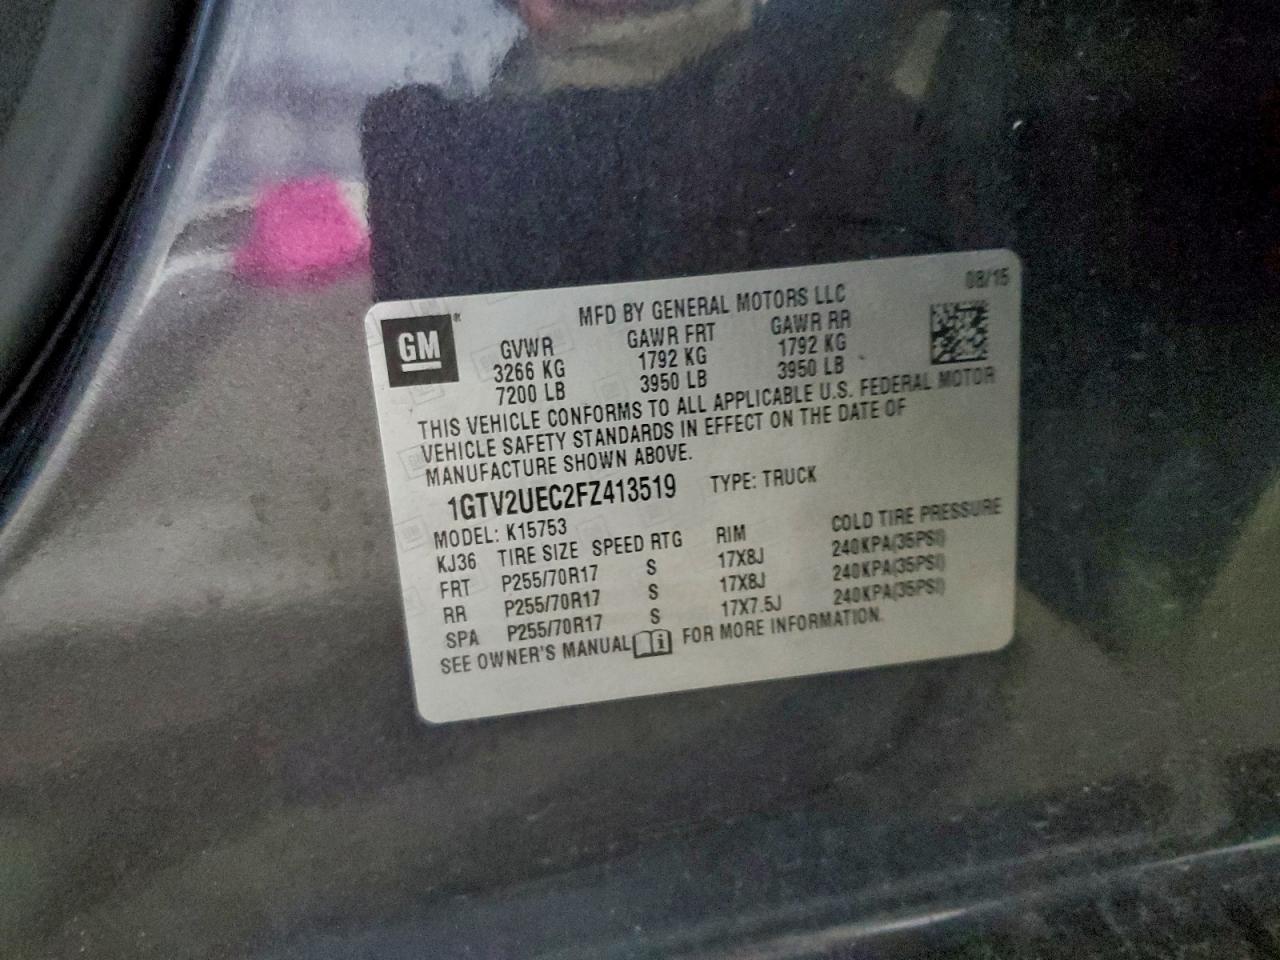 MFD BY GENERAL MOTORS LLC 08/15
GM®
GVWR GAWR FRT GAWR RR
3266 KG 1792 KG 1792 KG
7200 LB 3950 LB 3950 LB
THIS VEHICLE CONFORMS TO ALL APPLICABLE U.S. FEDERAL MOTOR
VEHICLE SAFETY STANDARDS IN EFFECT ON THE DATE OF
MANUFACTURE SHOWN ABOVE.
1GTV2UEC2FZ413519 TYPE: TRUCK
MODEL: K15753
KJ36 TIRE SIZE SPEED RTG RIM COLD TIRE PRESSURE
FRT P255/70R17 S 17X8J 240KPA(35PSI)
RR P255/70R17 S 17X8J 240KPA(35PSI)
SPA P255/70R17 S 17X7.5J 240KPA(35PSI)
SEE OWNER'S MANUAL FOR MORE INFORMATION.